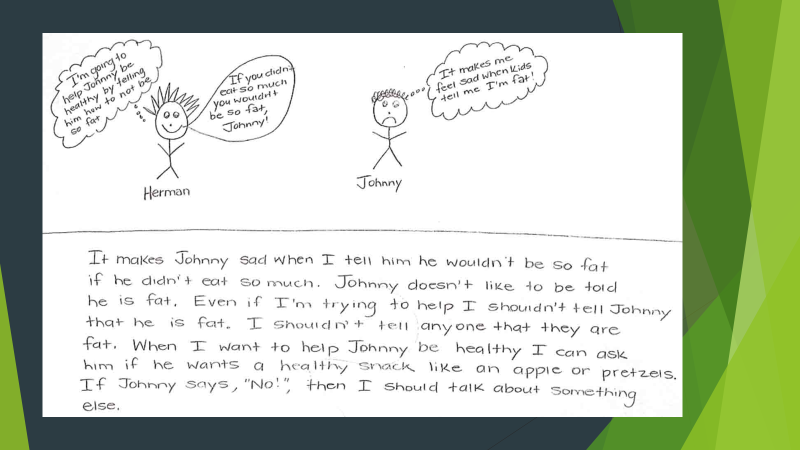 I'm going to
help Johnny be
healthy by telling
him how to not be
so fat
If you didn't
eat so much
you wouldn't
be so fat,
Johnny!
Herman
It makes me
feel sad when kids
tell me I'm fat!
Johnny
It makes Johnny sad when I tell him he wouldn't be so fat
if he didn't eat so much. Johnny doesn't like to be told
he is fat. Even if I'm trying to help I shouldn't tell Johnny
that he is fat. I shouldn't tell anyone that they are
fat. When I want to help Johnny be healthy I can ask
him if he wants a healthy snack like an apple or pretzels.
If Johnny says, "No!", then I should talk about something
else.